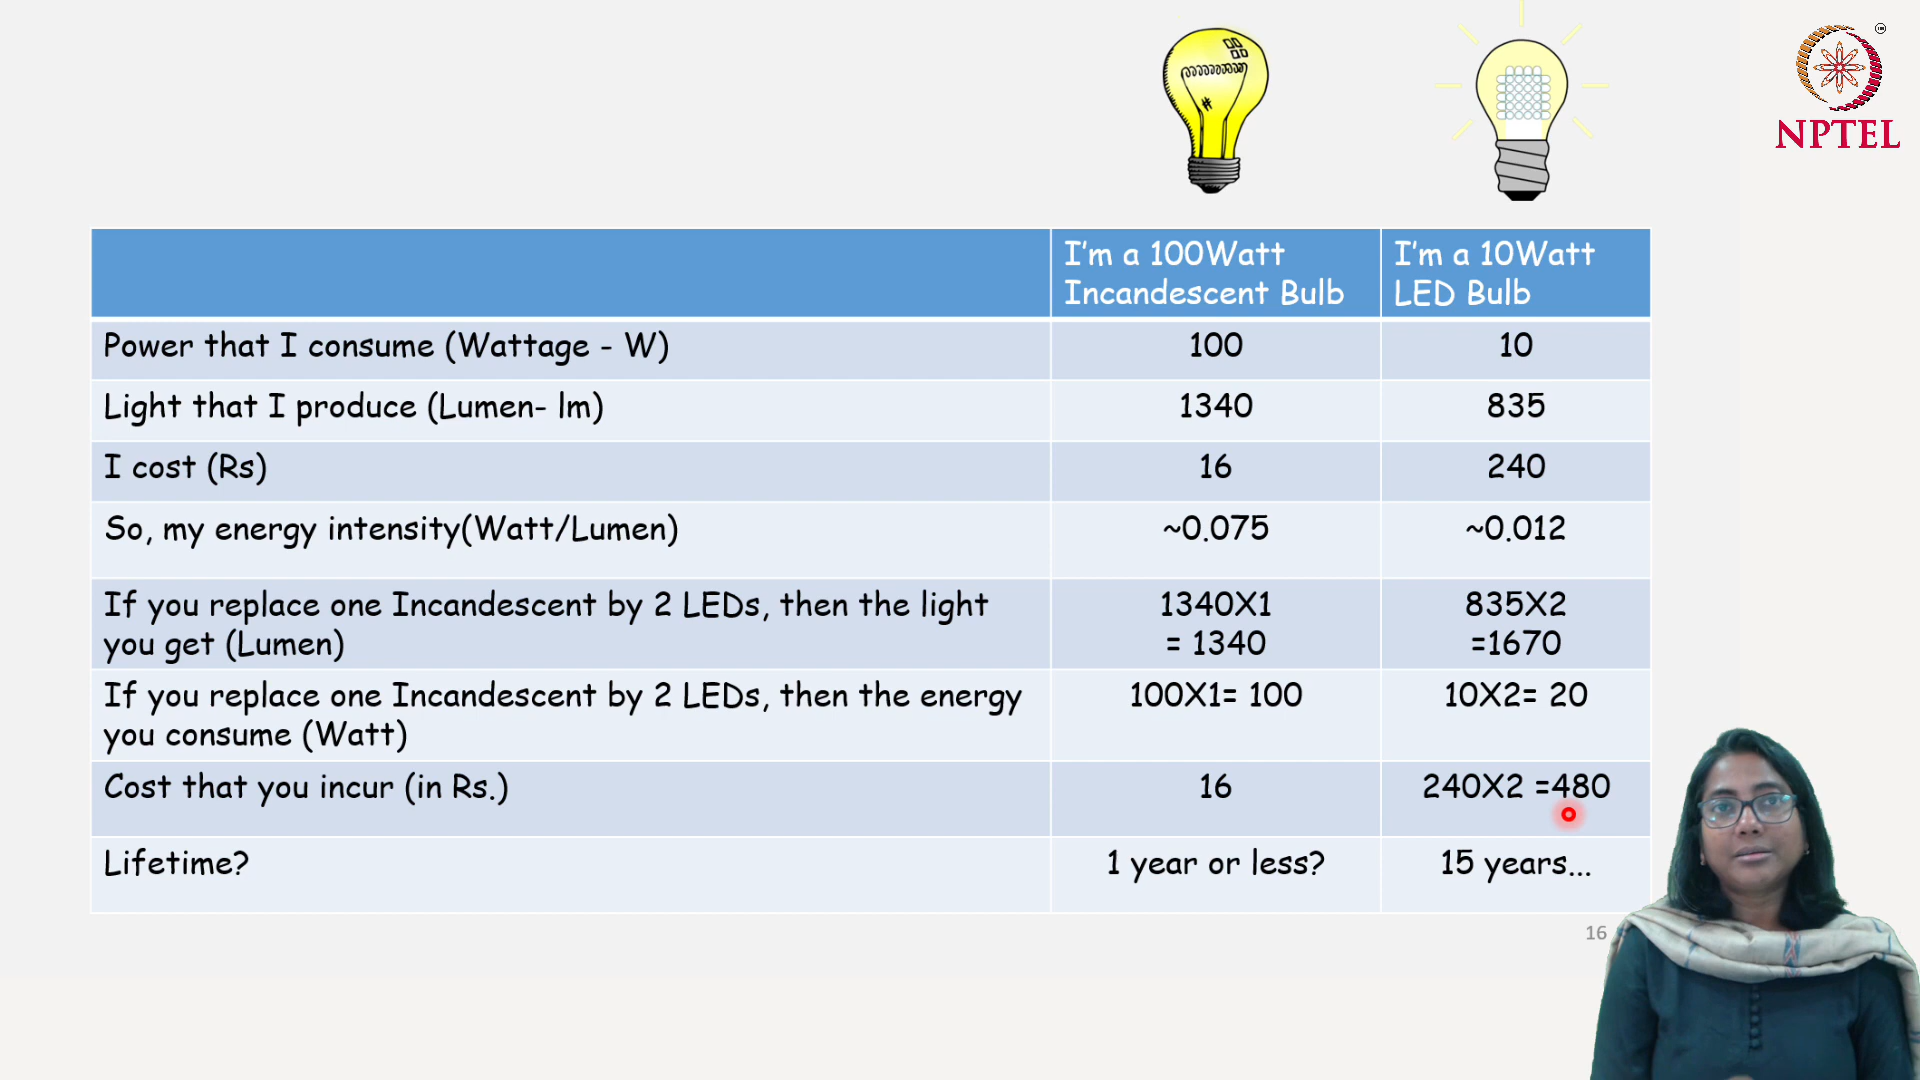 NPTEL
I'm a 100Watt
Incandescent Bulb
I'm a 10Watt
LED Bulb
Power that I consume (Wattage - W)
100
10
Light that I produce (Lumen- lm)
1340
835
I cost (Rs)
16
240
So, my energy intensity(Watt/Lumen)
~0.075
~0.012
If you replace one Incandescent by 2 LEDs, then the light
you get (Lumen)
1340X1
= 1340
835X2
=1670
If you replace one Incandescent by 2 LEDs, then the energy
you consume (Watt)
100X1= 100
10X2= 20
Cost that you incur (in Rs.)
16
240X2 =480
Lifetime?
1 year or less?
15 years...
16